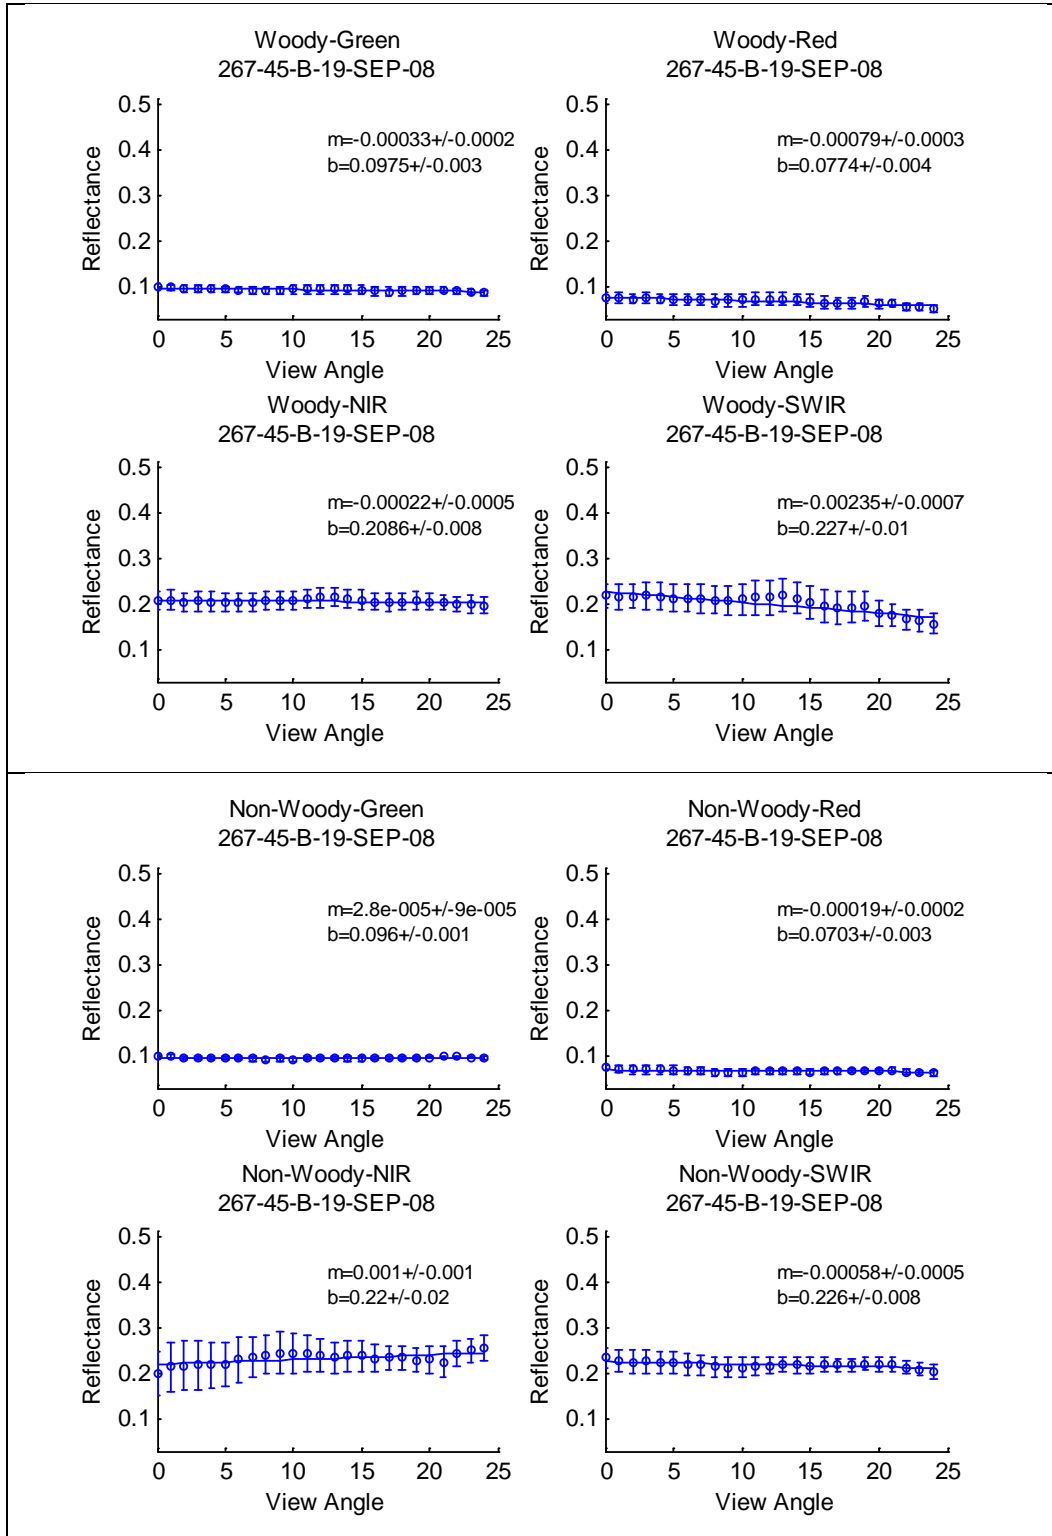 Woody-Green
267-45-B-19-SEP-08
m=-0.00033+/-0.0002
b=0.0975+/-0.003
0.5
0.4
0.3
0.2
0.1
Reflectance
0 5 10 15 20 25
View Angle
Woody-Red
267-45-B-19-SEP-08
m=-0.00079+/-0.0003
b=0.0774+/-0.004
0.5
0.4
0.3
0.2
0.1
Reflectance
0 5 10 15 20 25
View Angle
Woody-NIR
267-45-B-19-SEP-08
m=-0.00022+/-0.0005
b=0.2086+/-0.008
0.5
0.4
0.3
0.2
0.1
Reflectance
0 5 10 15 20 25
View Angle
Woody-SWIR
267-45-B-19-SEP-08
m=-0.00235+/-0.0007
b=0.227+/-0.01
0.5
0.4
0.3
0.2
0.1
Reflectance
0 5 10 15 20 25
View Angle
Non-Woody-Green
267-45-B-19-SEP-08
m=2.8e-005+/-9e-005
b=0.096+/-0.001
0.5
0.4
0.3
0.2
0.1
Reflectance
0 5 10 15 20 25
View Angle
Non-Woody-Red
267-45-B-19-SEP-08
m=-0.00019+/-0.0002
b=0.0703+/-0.003
0.5
0.4
0.3
0.2
0.1
Reflectance
0 5 10 15 20 25
View Angle
Non-Woody-NIR
267-45-B-19-SEP-08
m=0.001+/-0.001
b=0.22+/-0.02
0.5
0.4
0.3
0.2
0.1
Reflectance
0 5 10 15 20 25
View Angle
Non-Woody-SWIR
267-45-B-19-SEP-08
m=-0.00058+/-0.0005
b=0.226+/-0.008
0.5
0.4
0.3
0.2
0.1
Reflectance
0 5 10 15 20 25
View Angle